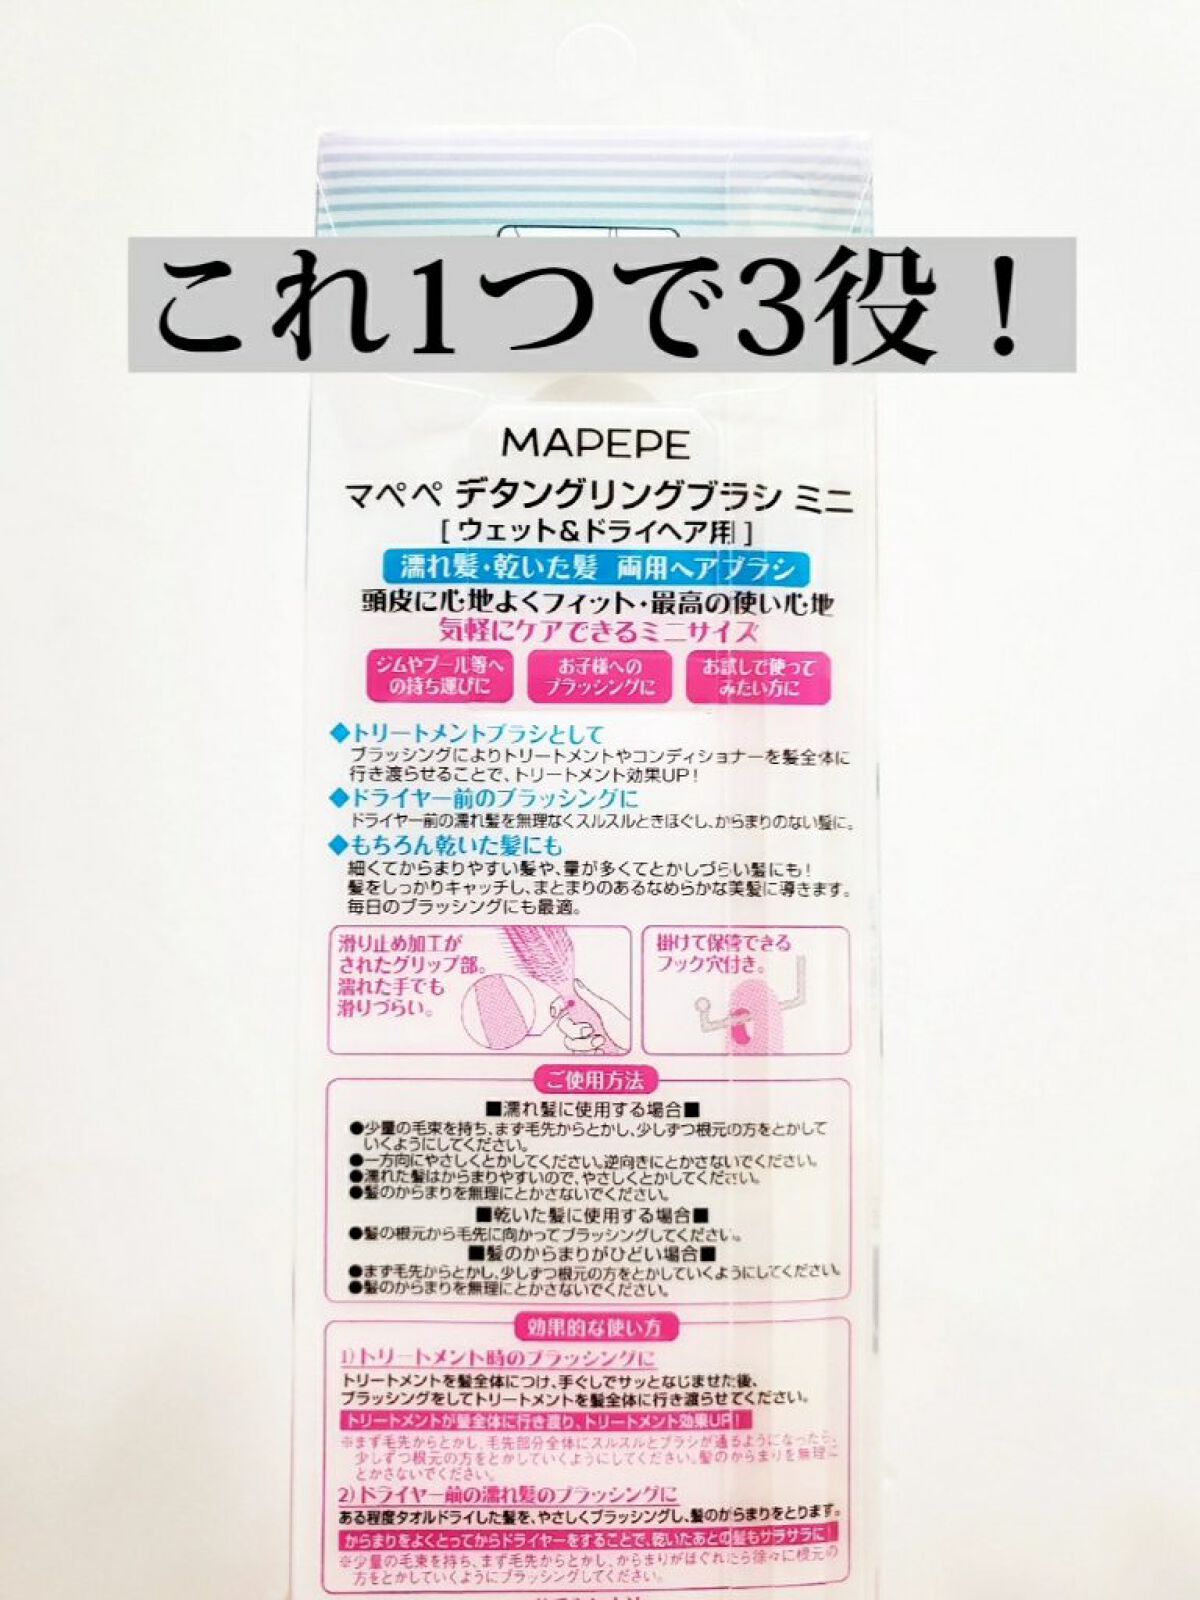 これ1つで3役！
MAPEPE
マペペ デタングリングブラシ ミニ
[ ウェット&ドライヘア用 ]
濡れ髪・乾いた髪 両用ヘアブラシ
頭皮に心地よくフィット・最高の使い心地
気軽にケアできるミニサイズ
ジムやプール等へ
の持ち運びに
お子様への
ブラッシングに
お試しで使って
みたい方に
◆トリートメントブラシとして
ブラッシングによりトリートメントやコンディショナーを髪全体に
行き渡らせることで、トリートメント効果UP！
◆ドライヤー前のブラッシングに
ドライヤー前の濡れ髪を無理なくスルスルときほぐし、からまりのない髪に。
◆もちろん乾いた髪にも
細くてからまりやすい髪や、量が多くてとかしづらい髪にも！
髪をしっかりキャッチし、まとまりのあるなめらかな美髪に導きます。
毎日のブラッシングにも最適。
滑り止め加工が
されたグリップ部。
濡れた手でも
滑りづらい。
掛けて保管できる
フック穴付き。
ご使用方法
■濡れ髪に使用する場合■
●少量の毛束を持ち、まず毛先からとかし、少しずつ根元の方をとかして
いくようにしてください。
●一方向にやさしくとかしてください。逆向きにとかさないでください。
●濡れた髪はからまりやすいので、やさしくとかしてください。
●髪のからまりを無理にとかさないでください。
■乾いた髪に使用する場合■
●髪の根元から毛先に向かってブラッシングしてください。
■髪のからまりがひどい場合■
●まず毛先からとかし、少しずつ根元の方をとかしていくようにしてください。
●髪のからまりを無理にとかさないでください。
効果的な使い方
1)トリートメント時のブラッシングに
トリートメントを髪全体につけ、手ぐしでサッとなじませた後、
ブラッシングをしてトリートメントを髪全体に行き渡らせてください。
トリートメントが髪全体に行き渡り、トリートメント効果UP！
※まず毛先からとかし、毛先部分全体にスルスルとブラシが通るようになったら、
少しずつ根元の方をとかしていくようにしてください。髪のからまりを無理に
とかさないでください。
2)ドライヤー前の濡れ髪のブラッシングに
ある程度タオルドライした髪を、やさしくブラッシングし、髪のがらまりをとります。
からまりをよくとってからドライヤーをすることで、乾いたあとの髪もサラサラに！
※少量の毛束を持ち、まず毛先からとかし、からまりがほぐれたら徐々に根元の
方をとかしていくようにブラッシングしてください。